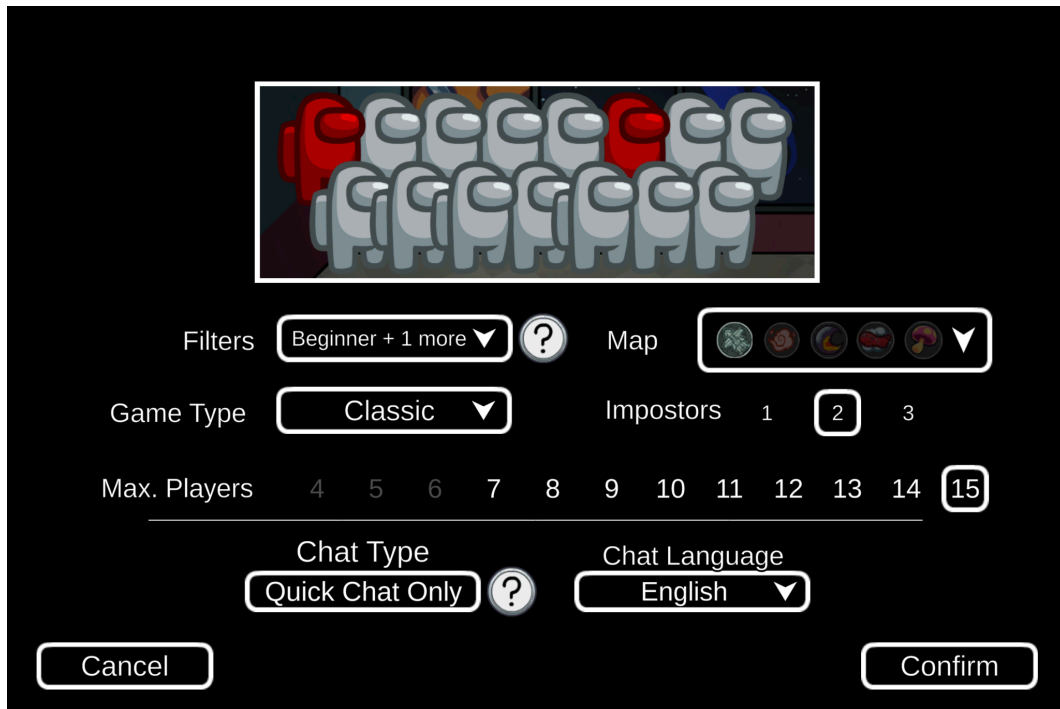 Filters Beginner + 1 more ? Map
Game Type Classic Impostors 1 2 3
Max. Players 4 5 6 7 8 9 10 11 12 13 14 15
Chat Type Chat Language
Quick Chat Only ? English
Cancel Confirm